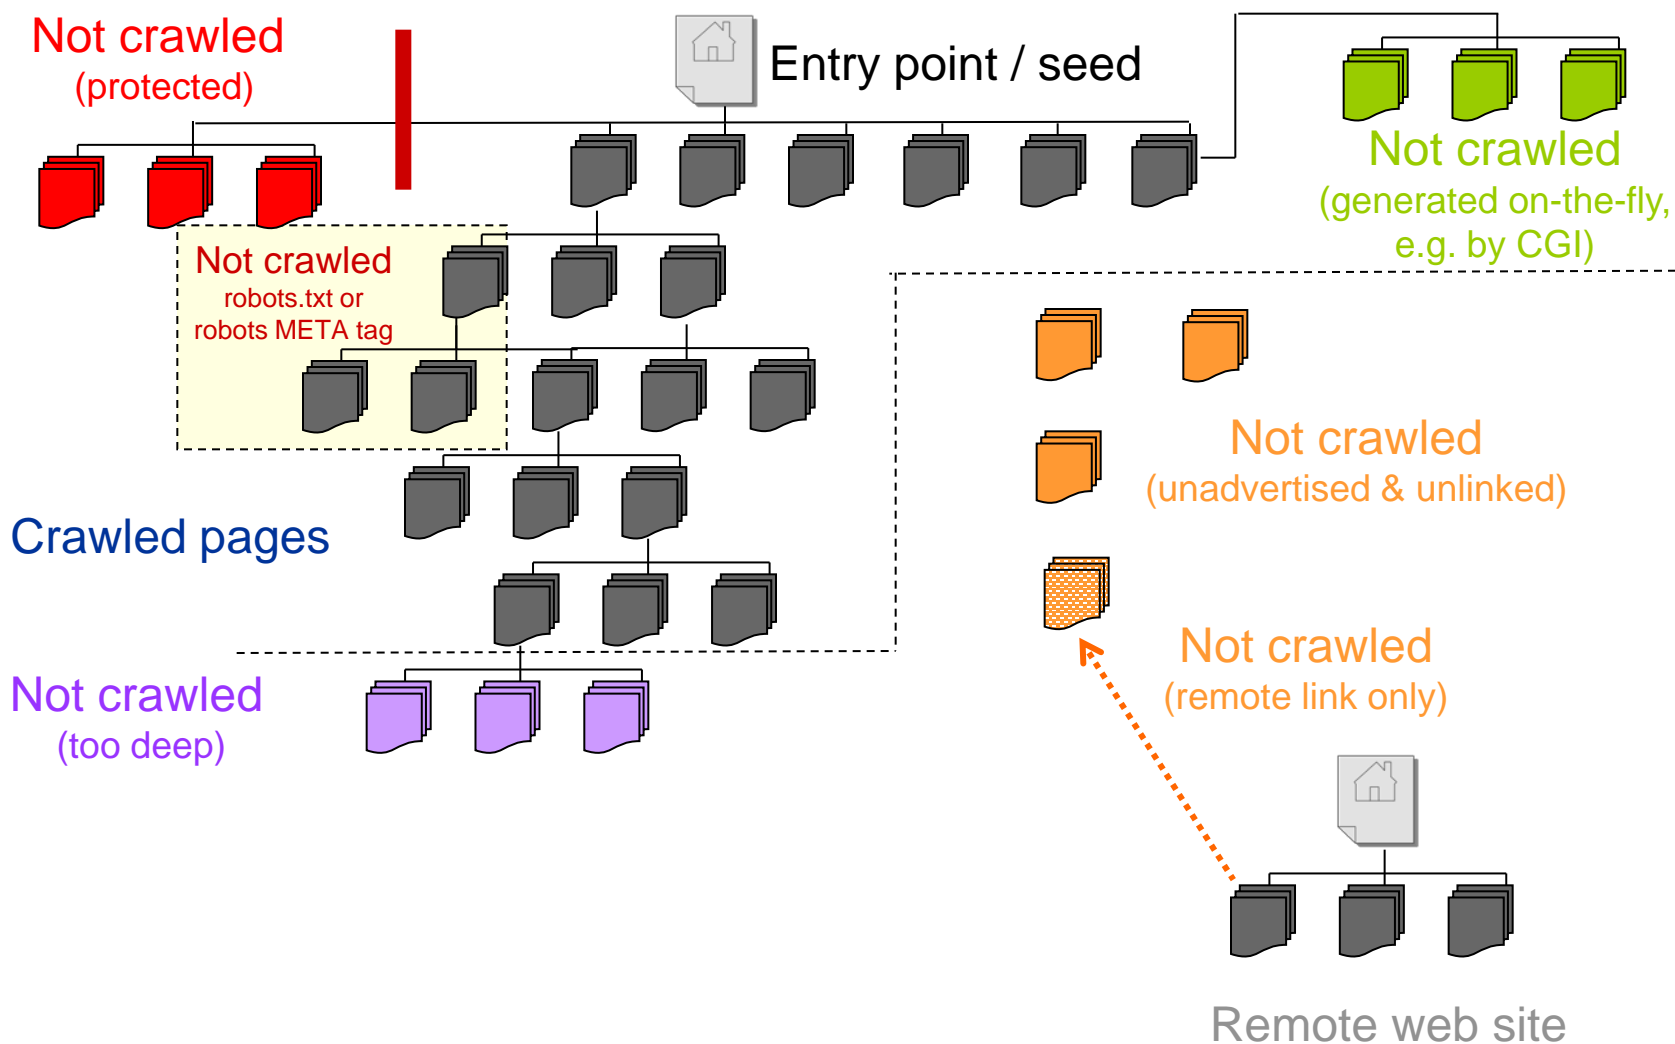 Not crawled
(protected)
Entry point / seed
Not crawled
(generated on-the-fly,
e.g. by CGI)
Not crawled
robots.txt or
robots META tag
Not crawled
(unadvertised & unlinked)
Crawled pages
Not crawled
(remote link only)
Not crawled
(too deep)
Remote web site